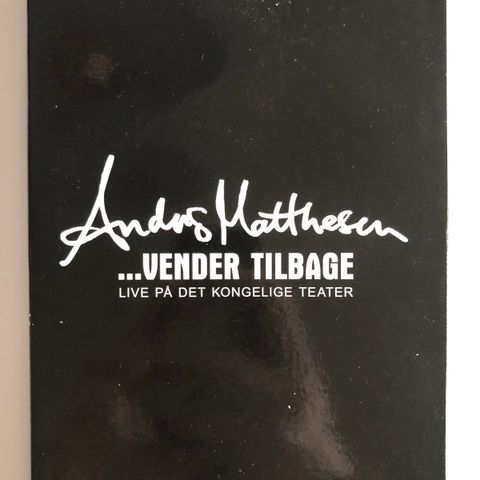 Anders Matthesen
...VENDER TILBAGE
LIVE PÅ DET KONGELIGE TEATER